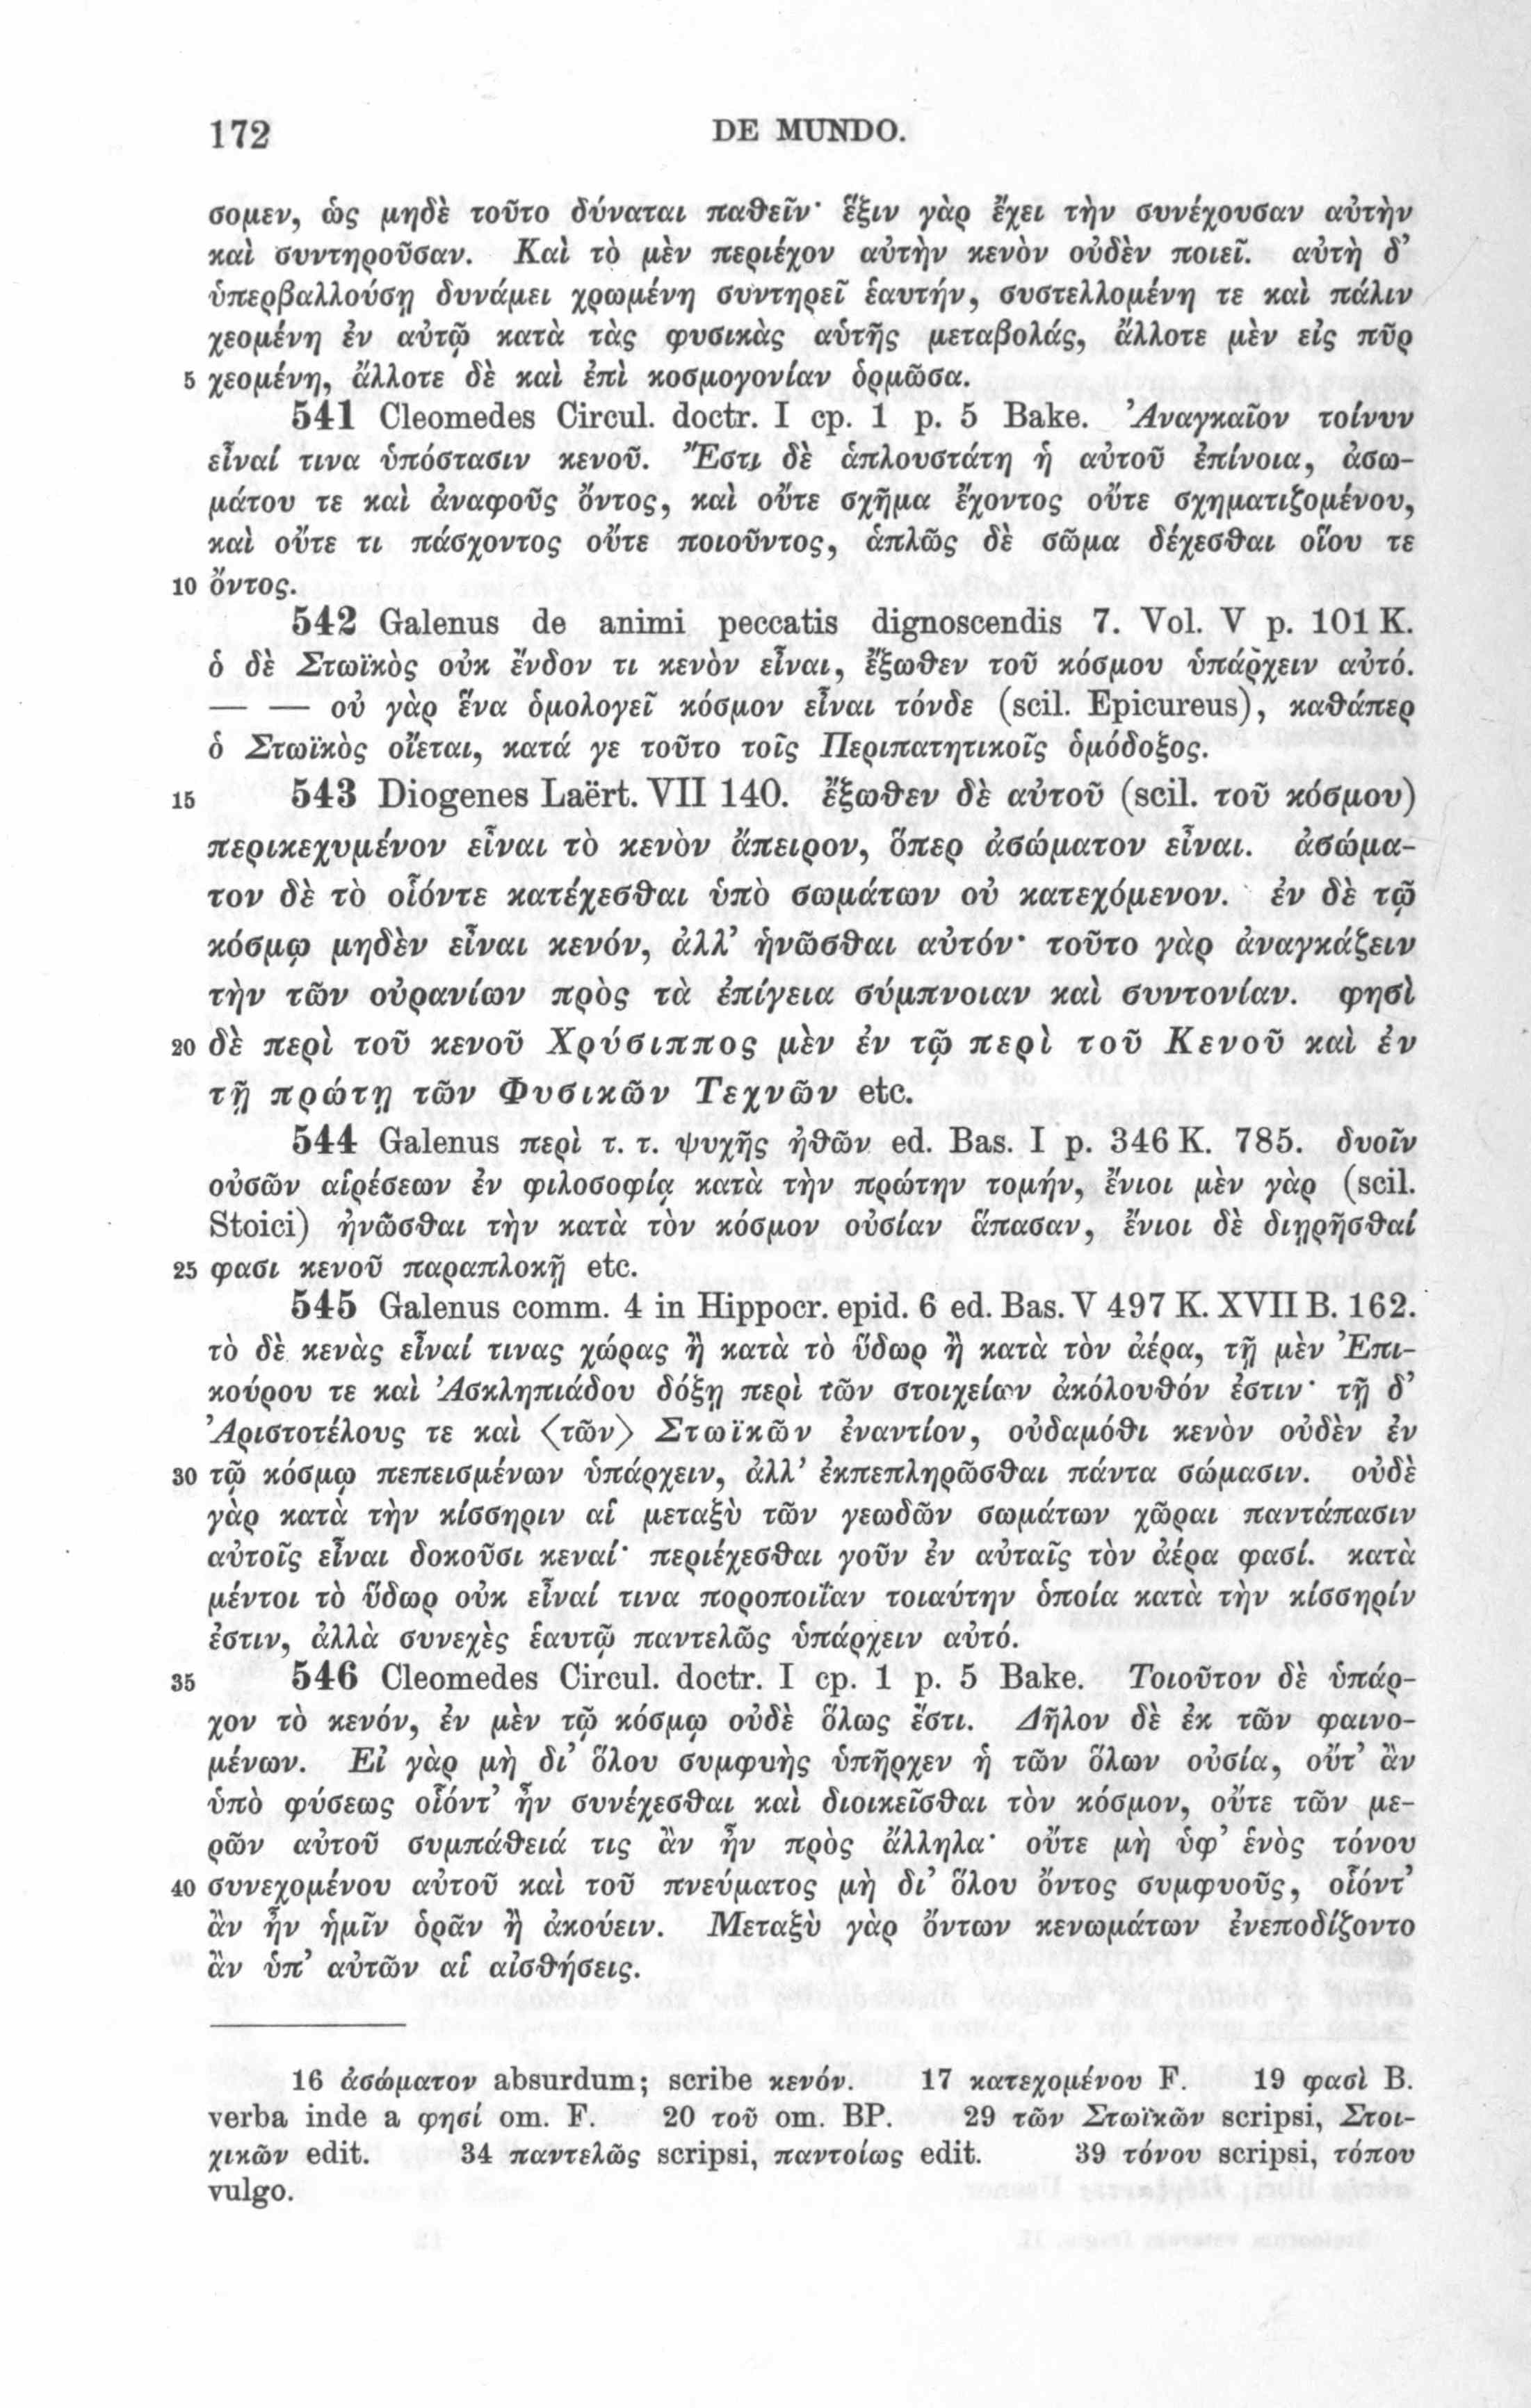 172 DE MUNDO.
σομεν, ὡς μηδὲ τοῦτο δύναται παθεῖν· ἕξιν γὰρ ἔχει τὴν συνέχουσαν αὐτὴν
καὶ συντηροῦσαν. Καὶ τὸ μὲν περιέχον αὐτὴν κενὸν οὐδὲν ποιεῖ. αὐτὴ δ’
ὑπερβαλλούσῃ δυνάμει χρωμένη συντηρεῖ ἑαυτήν, συστελλομένη τε καὶ πάλιν
χεομένη ἐν αὐτῷ κατὰ τὰς φυσικὰς αὑτῆς μεταβολάς, ἄλλοτε μὲν εἰς πῦρ
5 χεομένη, ἄλλοτε δὲ καὶ ἐπὶ κοσμογονίαν ὁρμῶσα.
541 Cleomedes Circul. doctr. I cp. 1 p. 5 Bake. Ἀναγκαῖον τοίνυν
εἶναί τινα ὑπόστασιν κενοῦ. Ἔστι δὲ ἁπλουστάτη ἡ αὐτοῦ ἐπίνοια, ἀσω-
μάτου τε καὶ ἀναφοῦς ὄντος, καὶ οὔτε σχῆμα ἔχοντος οὔτε σχηματιζομένου,
καὶ οὔτε τι πάσχοντος οὔτε ποιοῦντος, ἁπλῶς δὲ σῶμα δέχεσθαι οἵου τε
10 ὄντος.
542 Galenus de animi peccatis dignoscendis 7. Vol. V p. 101 K.
ὁ δὲ Στωϊκὸς οὐκ ἔνδον τι κενὸν εἶναι, ἔξωθεν τοῦ κόσμου ὑπάρχειν αὐτό.
— — οὐ γὰρ ἕνα ὁμολογεῖ κόσμον εἶναι τόνδε (scil. Epicureus), καθάπερ
ὁ Στωϊκὸς οἴεται, κατά γε τοῦτο τοῖς Περιπατητικοῖς ὁμόδοξος.
15 543 Diogenes Laërt. VII 140. ἔξωθεν δὲ αὐτοῦ (scil. τοῦ κόσμου)
περικεχυμένον εἶναι τὸ κενὸν ἄπειρον, ὅπερ ἀσώματον εἶναι. ἀσώμα-
τον δὲ τὸ οἷόντε κατέχεσθαι ὑπὸ σωμάτων οὐ κατεχόμενον. ἐν δὲ τῷ
κόσμῳ μηδὲν εἶναι κενόν, ἀλλ’ ἡνῶσθαι αὐτόν· τοῦτο γὰρ ἀναγκάζειν
τὴν τῶν οὐρανίων πρὸς τὰ ἐπίγεια σύμπνοιαν καὶ συντονίαν. φησὶ
20 δὲ περὶ τοῦ κενοῦ Χρύσιππος μὲν ἐν τῷ περὶ τοῦ Κενοῦ καὶ ἐν
τῇ πρώτῃ τῶν Φυσικῶν Τεχνῶν etc.
544 Galenus περὶ τ. τ. ψυχῆς ἠθῶν ed. Bas. I p. 346 K. 785. δυοῖν
οὐσῶν αἱρέσεων ἐν φιλοσοφίᾳ κατὰ τὴν πρώτην τομήν, ἔνιοι μὲν γὰρ (scil.
Stoici) ἡνῶσθαι τὴν κατὰ τὸν κόσμον οὐσίαν ἅπασαν, ἔνιοι δὲ διῃρῆσθαί
25 φασι κενοῦ παραπλοκῇ etc.
545 Galenus comm. 4 in Hippocr. epid. 6 ed. Bas. V 497 K. XVII B. 162.
τὸ δὲ κενὰς εἶναί τινας χώρας ἢ κατὰ τὸ ὕδωρ ἢ κατὰ τὸν ἀέρα, τῇ μὲν Ἐπι-
κούρου τε καὶ Ἀσκληπιάδου δόξῃ περὶ τῶν στοιχείων ἀκόλουθόν ἐστιν· τῇ δ’
Ἀριστοτέλους τε καὶ ⟨τῶν⟩ Στωϊκῶν ἐναντίον, οὐδαμόθι κενὸν οὐδὲν ἐν
30 τῷ κόσμῳ πεπεισμένων ὑπάρχειν, ἀλλ’ ἐκπεπληρῶσθαι πάντα σώμασιν. οὐδὲ
γὰρ κατὰ τὴν κίσσηριν αἱ μεταξὺ τῶν γεωδῶν σωμάτων χῶραι παντάπασιν
αὐτοῖς εἶναι δοκοῦσι κεναί· περιέχεσθαι γοῦν ἐν αὐταῖς τὸν ἀέρα φασί. κατὰ
μέντοι τὸ ὕδωρ οὐκ εἶναί τινα ποροποιΐαν τοιαύτην ὁποία κατὰ τὴν κίσσηρίν
ἐστιν, ἀλλὰ συνεχὲς ἑαυτῷ παντελῶς ὑπάρχειν αὐτό.
35 546 Cleomedes Circul. doctr. I cp. 1 p. 5 Bake. Τοιοῦτον δὲ ὑπάρ-
χον τὸ κενόν, ἐν μὲν τῷ κόσμῳ οὐδὲ ὅλως ἔστι. Δῆλον δὲ ἐκ τῶν φαινο-
μένων. Εἰ γὰρ μὴ δι’ ὅλου συμφυὴς ὑπῆρχεν ἡ τῶν ὅλων οὐσία, οὔτ’ ἂν
ὑπὸ φύσεως οἷόντ’ ἦν συνέχεσθαι καὶ διοικεῖσθαι τὸν κόσμον, οὔτε τῶν με-
ρῶν αὐτοῦ συμπάθειά τις ἂν ἦν πρὸς ἄλληλα· οὔτε μὴ ὑφ’ ἑνὸς τόνου
40 συνεχομένου αὐτοῦ καὶ τοῦ πνεύματος μὴ δι’ ὅλου ὄντος συμφυοῦς, οἷόντ’
ἂν ἦν ἡμῖν ὁρᾶν ἢ ἀκούειν. Μεταξὺ γὰρ ὄντων κενωμάτων ἐνεποδίζοντο
ἂν ὑπ’ αὐτῶν αἱ αἰσθήσεις.
16 ἀσώματον absurdum; scribe κενόν. 17 κατεχομένου F. 19 φασὶ B.
verba inde a φησί om. F. 20 τοῦ om. BP. 29 τῶν Στωϊκῶν scripsi, Στοι-
χικῶν edit. 34 παντελῶς scripsi, παντοίως edit. 39 τόνου scripsi, τόπου
vulgo.